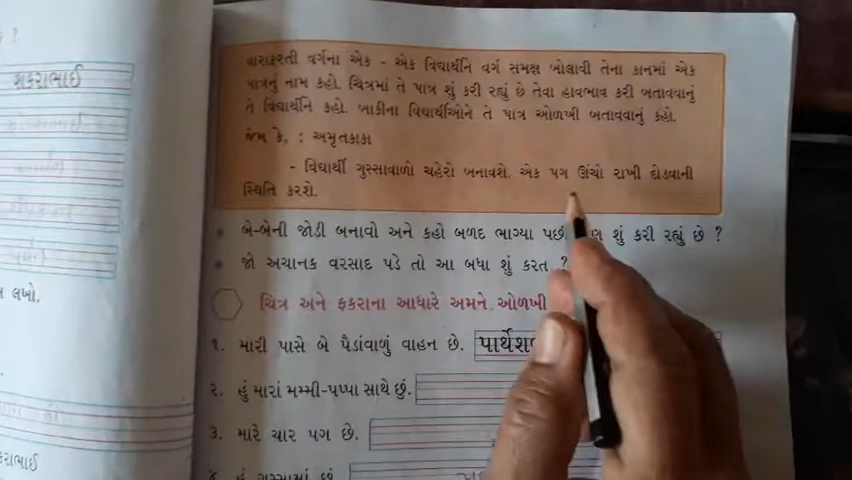 શકરાભાઈ
વારાફરતી વર્ગના એક - એક વિદ્યાર્થીને વર્ગ સમક્ષ બોલાવી તેના કાનમાં એક
પાત્રનું નામ કહો. ચિત્રમાં તે પાત્ર શું કરી રહ્યું છે તેવા હાવભાવ કરી બતાવવાનું
તે વિદ્યાર્થીને કહો. બાકીના વિદ્યાર્થીઓને તે પાત્ર ઓળખી બતાવવાનું કહો.
જેમ કે, : અમૃતકાકા
- વિદ્યાર્થી ગુસ્સાવાળો ચહેરો બનાવશે. એક પગ ઊંચો રાખી દોડવાની
સ્થિતિ કરશે.
• બે-બેની જોડી બનાવો અને કહો બળદ ભાગ્યા પછી શું કરી રહ્યું છે ?
• જો અચાનક વરસાદ પડે તો આ બધા શું કરત ?
ચિત્ર અને ફકરાના આધારે અમને ઓળખી
૧. મારી પાસે બે પૈડાંવાળું વાહન છે. પાર્થેશ
૨. હું મારાં મમ્મી-પપ્પા સાથે છું.
૩. મારે ચાર પગ છે.
૪. હું ગુસ્સામાં છું.
લખો.